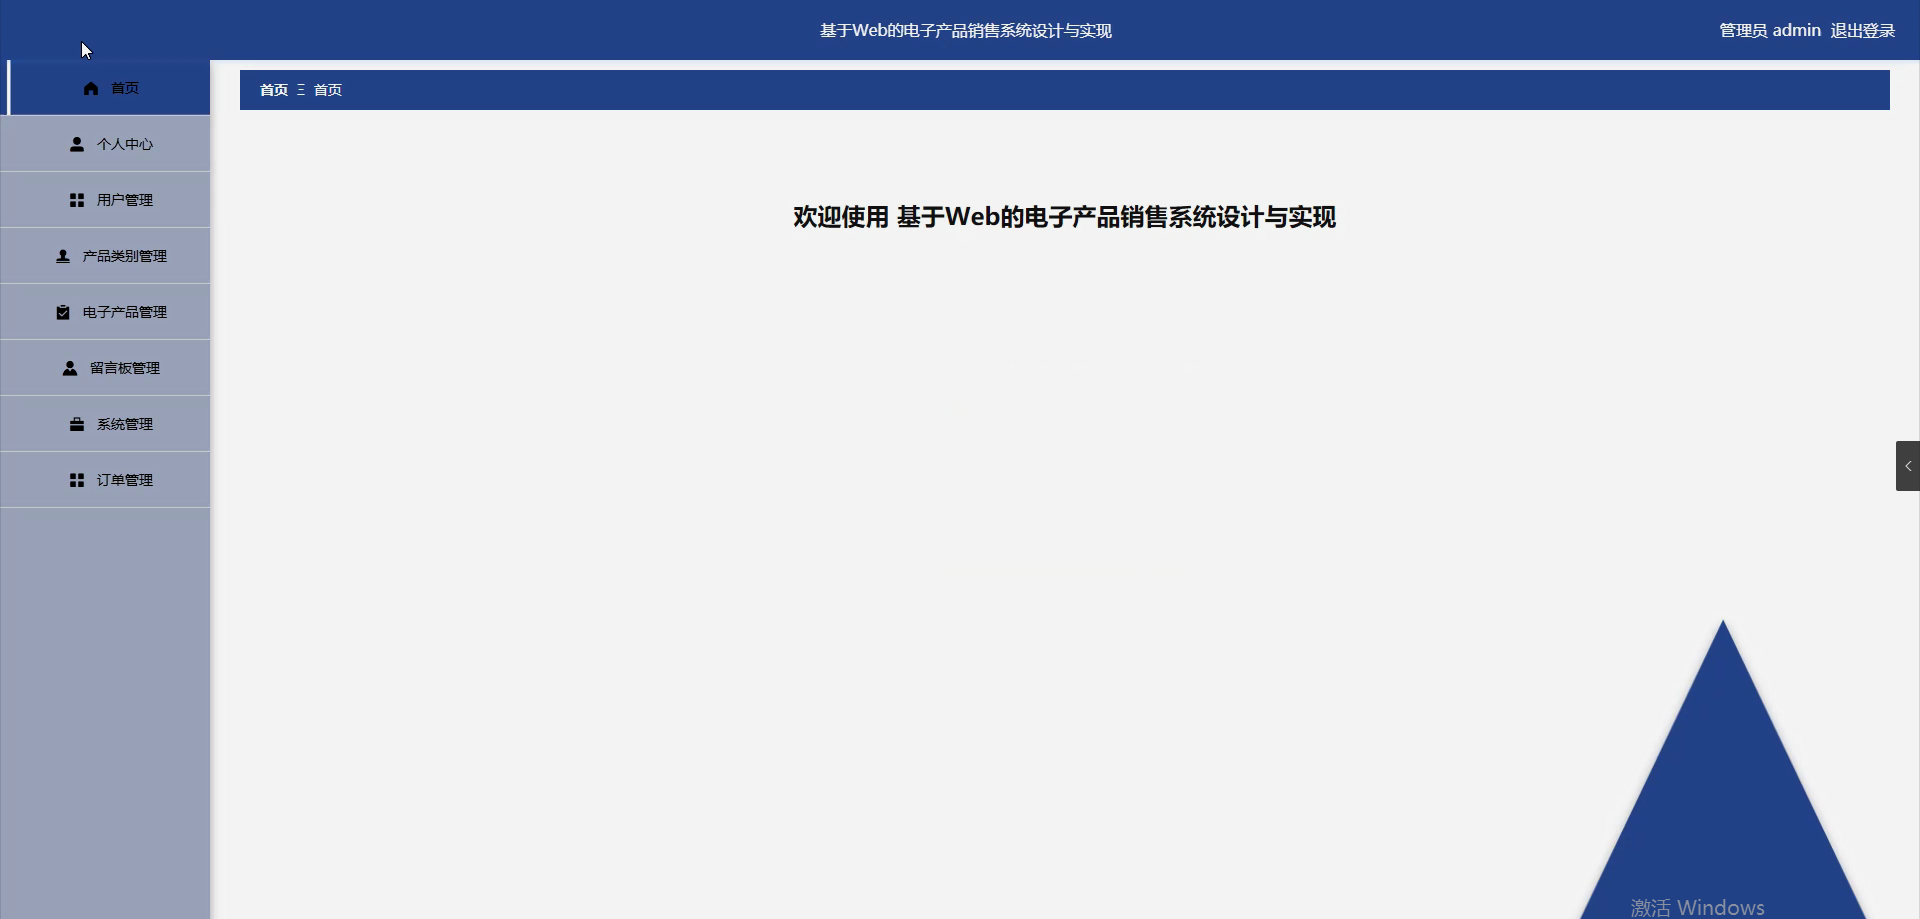 基于Web的电子产品销售系统设计与实现
管理员 admin 退出登录
首页
个人中心
用户管理
产品类别管理
电子产品管理
留言板管理
系统管理
订单管理
首页 Ξ 首页
欢迎使用 基于Web的电子产品销售系统设计与实现
激活 Windows